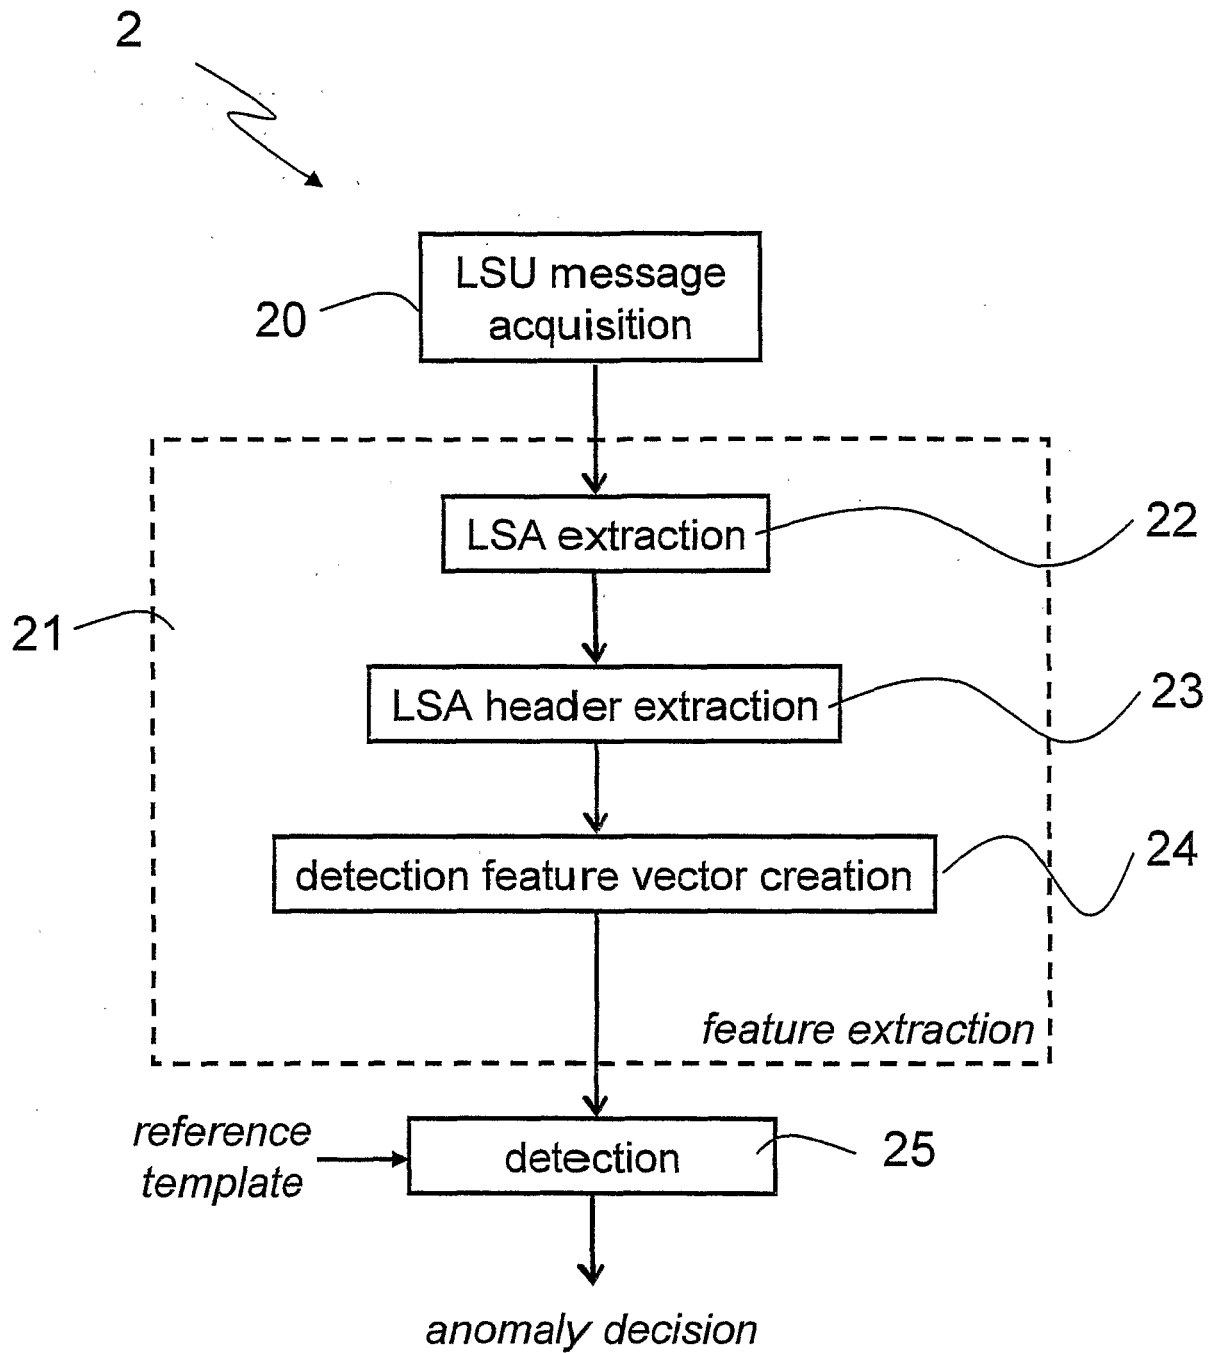 2
LSU message
acquisition
20
LSA extraction
22
21
LSA header extraction
23
detection feature vector creation
24
feature extraction
reference
template
detection
25
anomaly decision